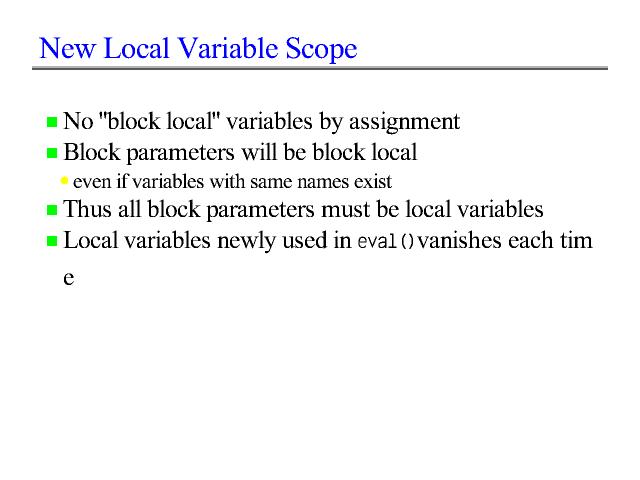 New Local Variable Scope
No "block local" variables by assignment
Block parameters will be block local
even if variables with same names exist
Thus all block parameters must be local variables
Local variables newly used in eval()vanishes each tim
e